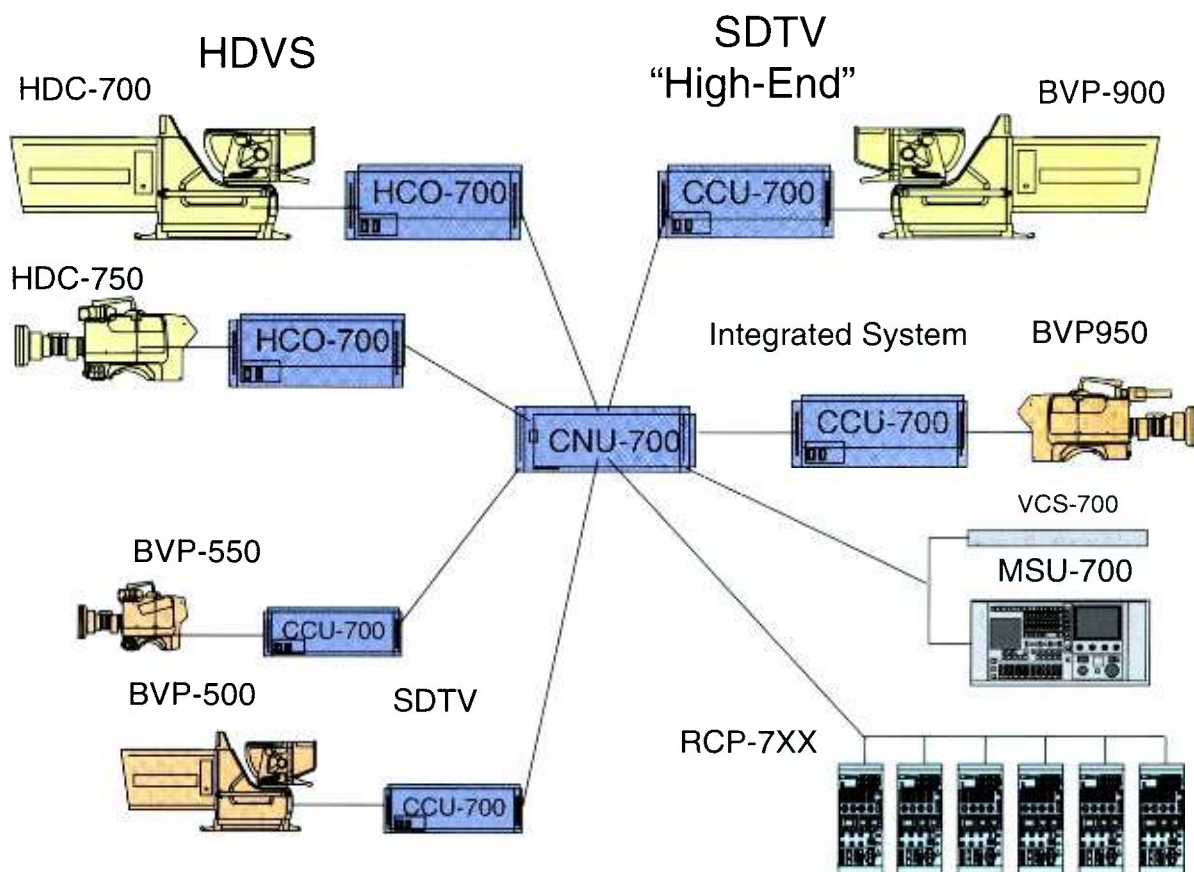 HDVS
SDTV
“High-End”
HDC-700
BVP-900
HCO-700
CCU-700
HDC-750
HCO-700
Integrated System
BVP950
CNU-700
CCU-700
VCS-700
MSU-700
BVP-550
CCU-700
BVP-500
SDTV
RCP-7XX
CCU-700